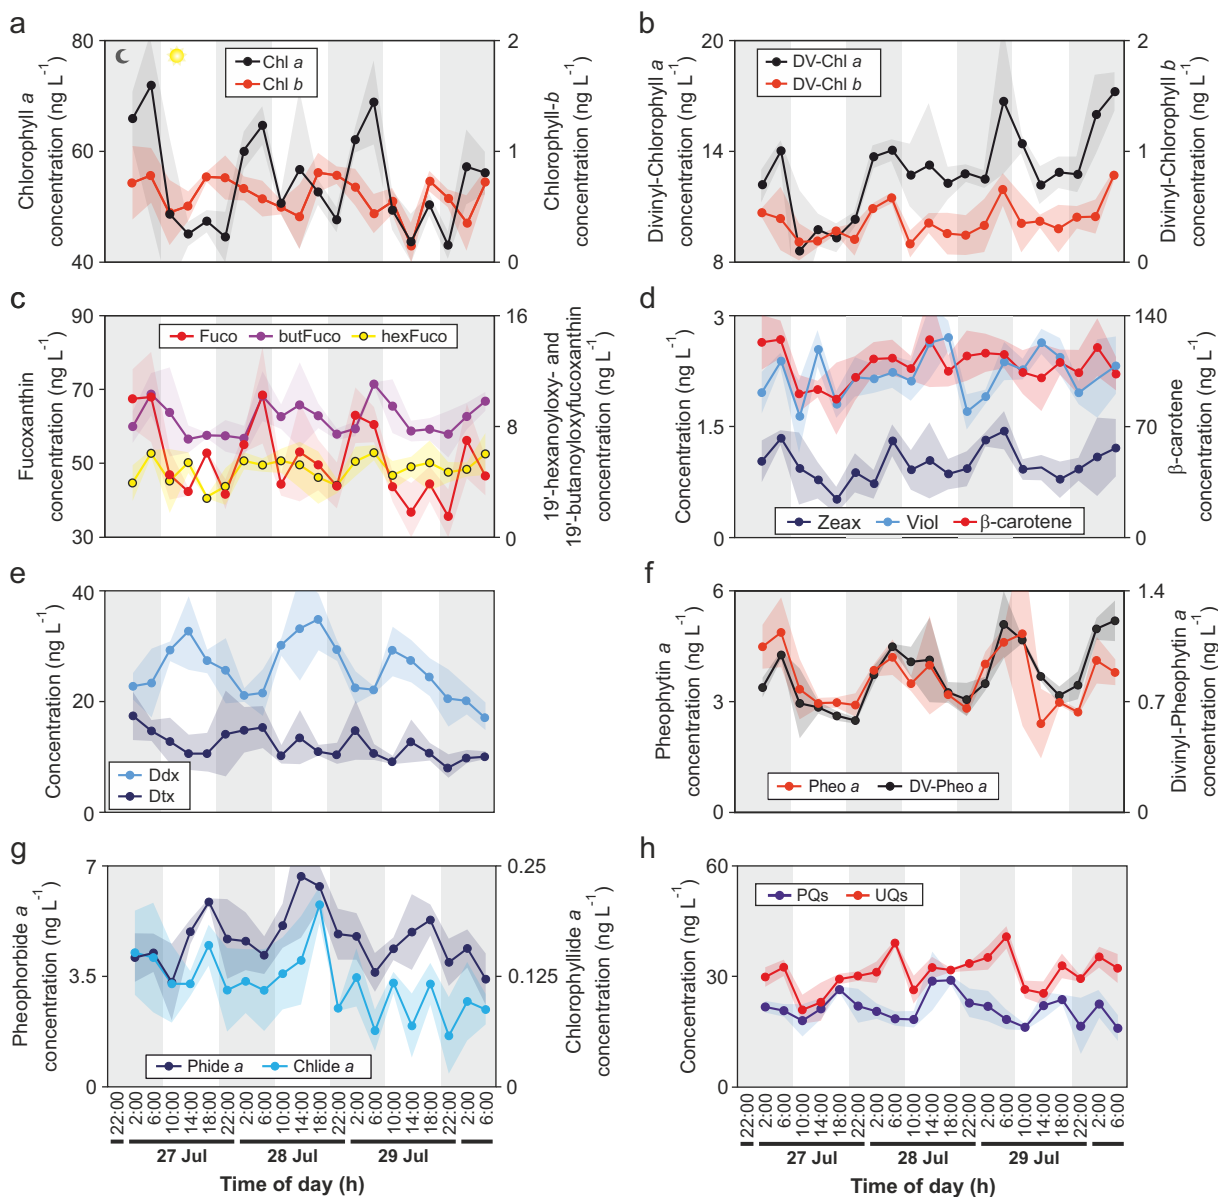 a
80
60
40
Chlorophyll a
concentration (ng L-1)
Chl a
Chl b
2
1
0
Chlorophyll-b
concentration (ng L-1)
b
20
14
8
Divinyl-Chlorophyll a
concentration (ng L-1)
DV-Chl a
DV-Chl b
2
1
0
Divinyl-Chlorophyll b
concentration (ng L-1)
c
90
70
50
30
Fucoxanthin
concentration (ng L-1)
Fuco butFuco hexFuco
16
8
0
19'-hexanoyloxy- and
19'-butanoyloxyfucoxanthin
concentration (ng L-1)
d
3
1.5
0
Concentration (ng L-1)
Zeax Viol β-carotene
140
70
0
β-carotene
concentration (ng L-1)
e
40
20
0
Concentration (ng L-1)
Ddx
Dtx
f
6
3
0
Pheophytin a
concentration (ng L-1)
Pheo a DV-Pheo a
1.4
0.7
0
Divinyl-Pheophytin a
concentration (ng L-1)
g
7
3.5
0
Pheophorbide a
concentration (ng L-1)
Phide a Chlide a
0.25
0.125
0
Chlorophyllide a
concentration (ng L-1)
22:00 2:00 6:00 10:00 14:00 18:00 22:00 2:00 6:00 10:00 14:00 18:00 22:00 2:00 6:00 10:00 14:00 18:00 22:00 2:00 6:00
27 Jul 28 Jul 29 Jul
Time of day (h)
h
60
30
0
Concentration (ng L-1)
PQs UQs
22:00 2:00 6:00 10:00 14:00 18:00 22:00 2:00 6:00 10:00 14:00 18:00 22:00 2:00 6:00 10:00 14:00 18:00 22:00 2:00 6:00
27 Jul 28 Jul 29 Jul
Time of day (h)